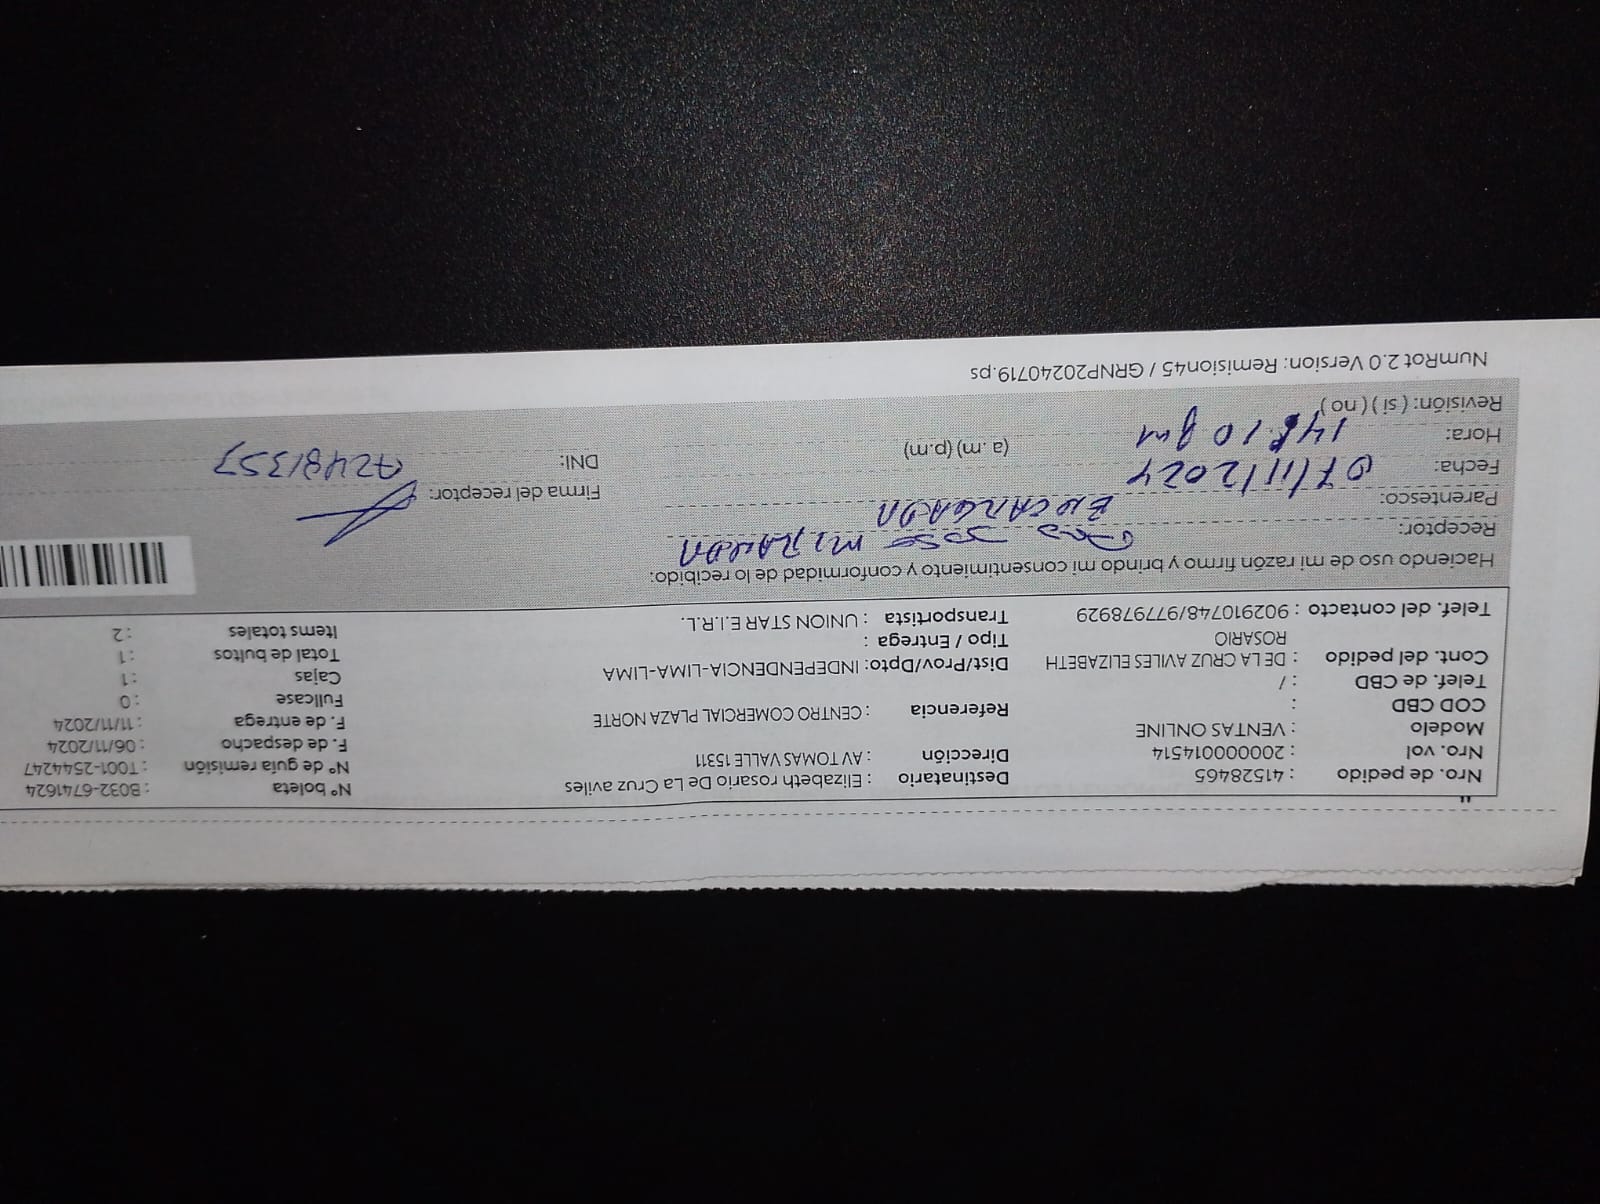 Nro. de pedido : 41528465 Destinatario : Elizabeth rosario De La Cruz aviles N° boleta : B032-6741624
Nro. vol : 2000001014514 Dirección : AV TOMAS VALLE 15311 N° de guía remisión : T001-2544247
Modelo : VENTAS ONLINE F. de despacho : 06/11/2024
COD CBD : Referencia : CENTRO COMERCIAL PLAZA NORTE F. de entrega : 11/11/2024
Telef. de CBD : / Fullcase : 0
Cont. del pedido : DE LA CRUZ AVILES ELIZABETH Dist/Prov/Dpto: INDEPENDENCIA-LIMA-LIMA Cajas : 1
ROSARIO Tipo / Entrega : Total de bultos : 1
Telef. del contacto : 902910748/977978929 Transportista : UNION STAR E.I.R.L. Items totales : 2
Haciendo uso de mi razón firmo y brindo mi consentimiento y conformidad de lo recibido:
Receptor: José MIRANDA
Parentesco: ENCARGADA Firma del receptor:
Fecha: 07/11/2024 DNI: 72481357
Hora: 14:10 pm (a.m) (p.m)
Revisión: ( si ) ( no )
NumRot 2.0 Version: Remision45 / GRNP20240719.ps